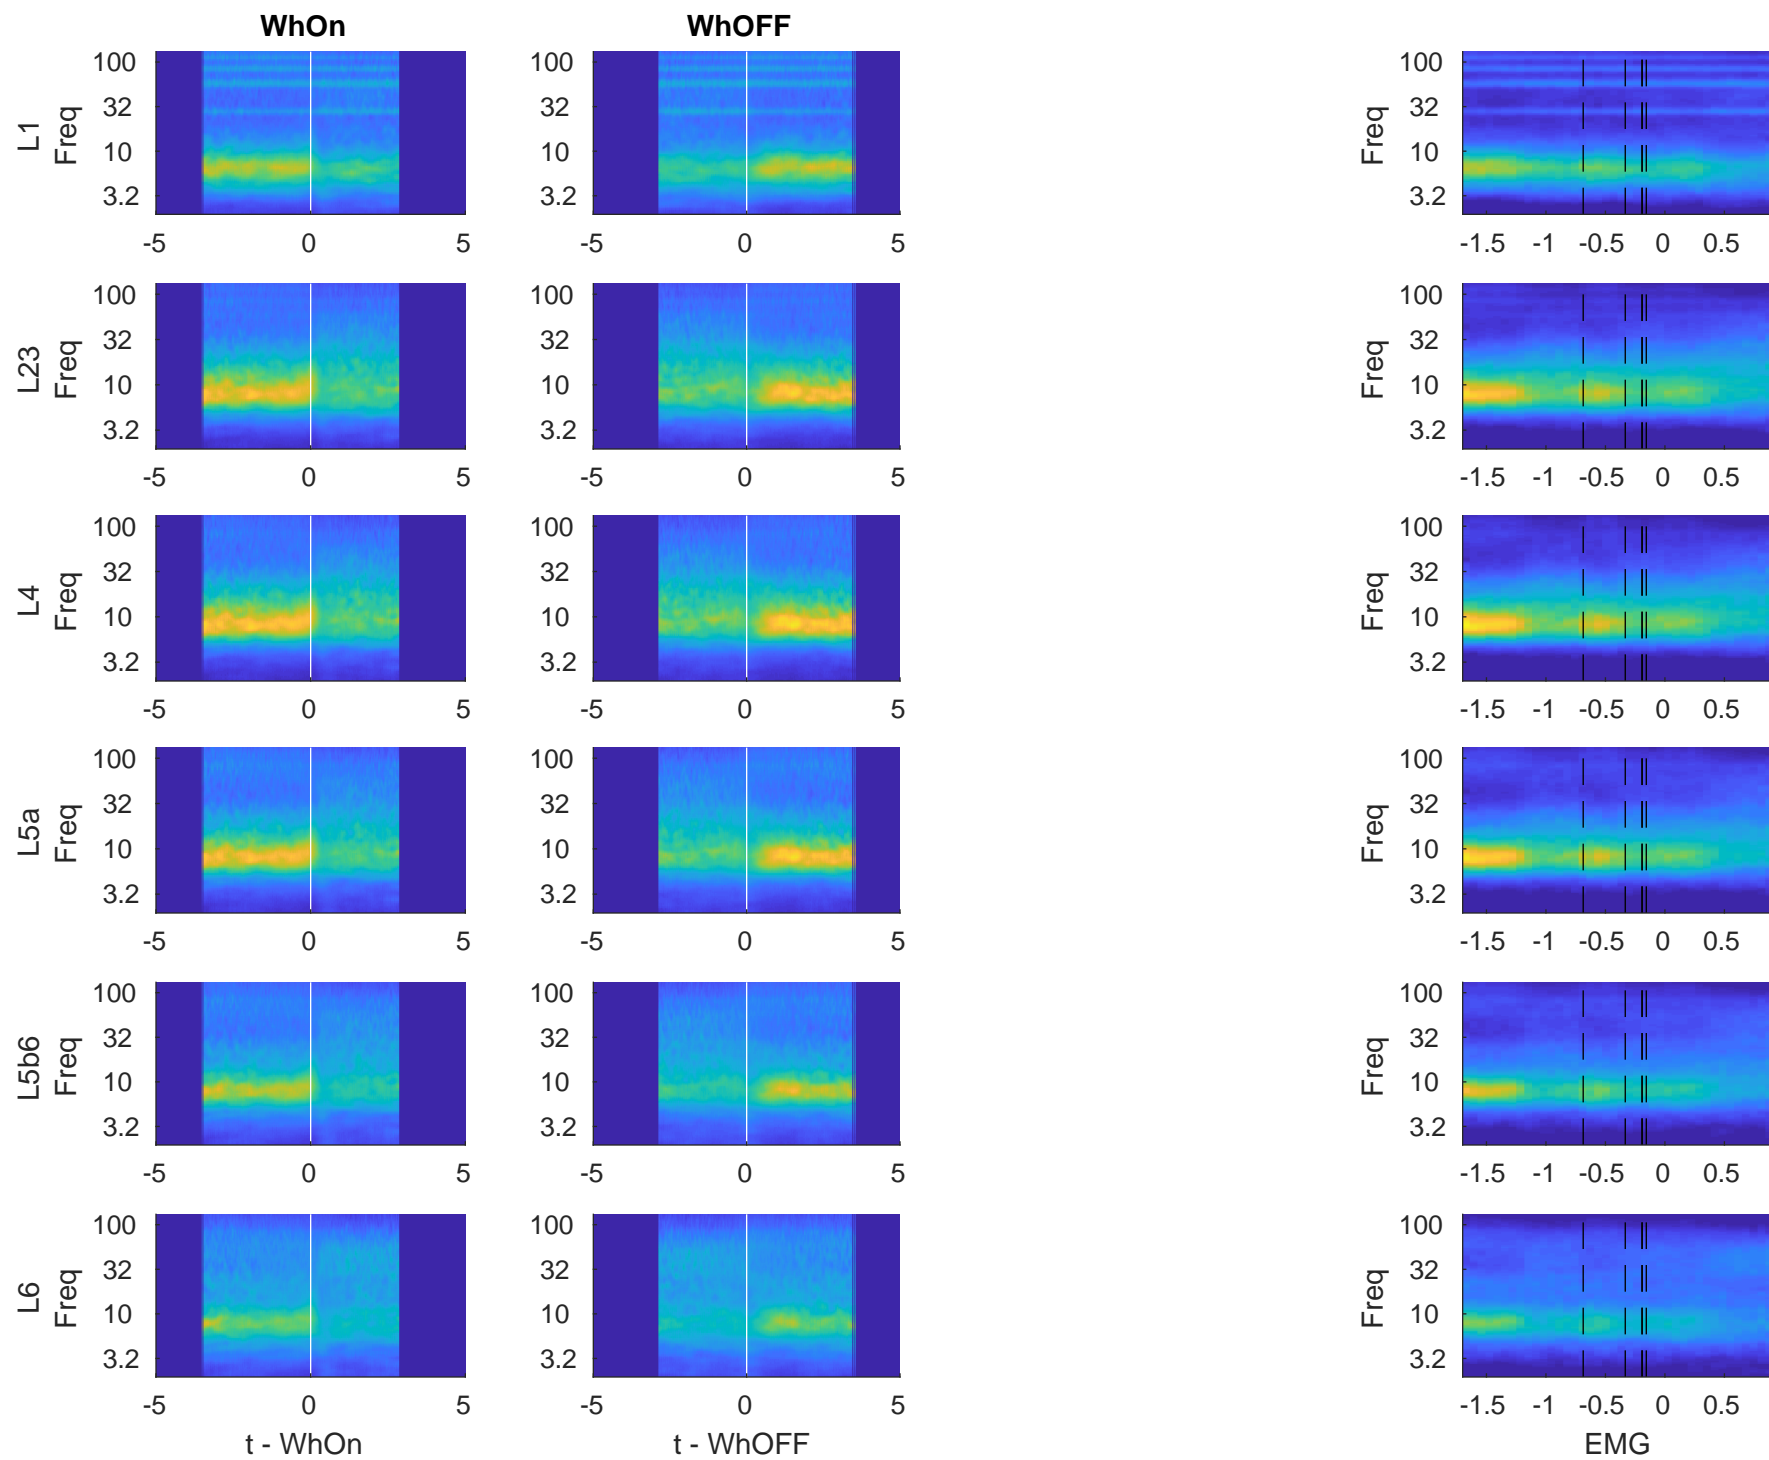 WhOn WhOFF
L1 Freq 100 32 10 3.2 100 32 10 3.2 Freq 100 32 10 3.2
-5 0 5 -5 0 5 -1.5 -1 -0.5 0 0.5
L23 Freq 100 32 10 3.2 100 32 10 3.2 Freq 100 32 10 3.2
-5 0 5 -5 0 5 -1.5 -1 -0.5 0 0.5
L4 Freq 100 32 10 3.2 100 32 10 3.2 Freq 100 32 10 3.2
-5 0 5 -5 0 5 -1.5 -1 -0.5 0 0.5
L5a Freq 100 32 10 3.2 100 32 10 3.2 Freq 100 32 10 3.2
-5 0 5 -5 0 5 -1.5 -1 -0.5 0 0.5
L5b6 Freq 100 32 10 3.2 100 32 10 3.2 Freq 100 32 10 3.2
-5 0 5 -5 0 5 -1.5 -1 -0.5 0 0.5
L6 Freq 100 32 10 3.2 100 32 10 3.2 Freq 100 32 10 3.2
-5 0 5 -5 0 5 -1.5 -1 -0.5 0 0.5
t - WhOn t - WhOFF EMG